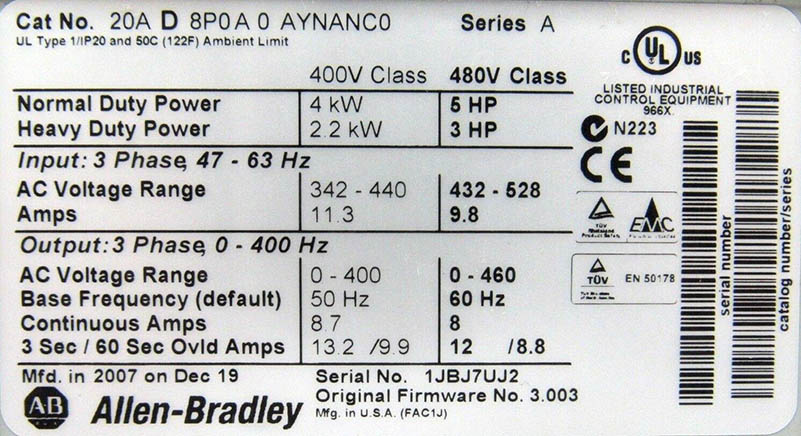 Cat No. 20A D 8P0A 0 AYNANC0 Series A
UL Type 1/IP20 and 50C (122F) Ambient Limit
400V Class 480V Class
Normal Duty Power 4 kW 5 HP
Heavy Duty Power 2.2 kW 3 HP
Input: 3 Phase, 47 - 63 Hz
AC Voltage Range 342 - 440 432 - 528
Amps 11.3 9.8
Output: 3 Phase, 0 - 400 Hz
AC Voltage Range 0 - 400 0 - 460
Base Frequency (default) 50 Hz 60 Hz
Continuous Amps 8.7 8
3 Sec / 60 Sec Ovld Amps 13.2 /9.9 12 /8.8
Mfd. in 2007 on Dec 19 Serial No. 1JBJ7UJ2
Original Firmware No. 3.003
Mfg. in U.S.A. (FAC1J)
AB Allen-Bradley
C UL US
LISTED INDUSTRIAL
CONTROL EQUIPMENT
966X
N223
CE
TÜV
EMC
TÜV EN 50178
serial number
catalog number/series